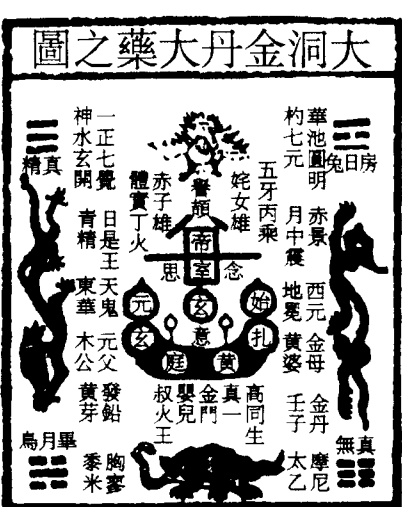 大洞金丹大藥之圖
房日兔
華池圓明
杓七元
赤景
月中震
西元
地冕
金母
黃婆
金丹
壬子
真無
摩尼
太乙
五牙丙乘
姹女雄
帝室
赤子雄
體實丁火
念
思
始
玄
元
扎
意
玄
黃
庭
高同生
真一
金門
嬰兒
叔火王
真精
一正七覺
神水玄開
日是王
青精
天鬼
東華
元父
木公
發鉛
黃芽
畢月烏
黍米